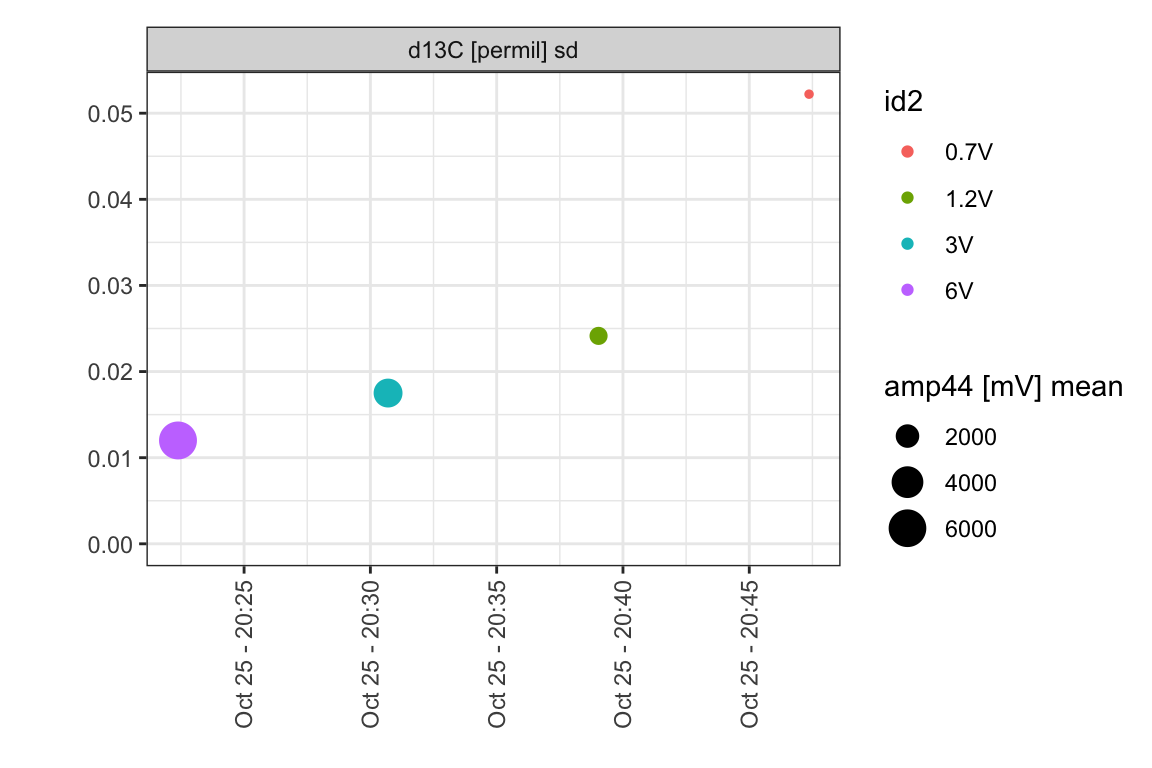 d13C [permil] sd
0.05
0.04
0.03
0.02
0.01
0.00
Oct 25 - 20:25
Oct 25 - 20:30
Oct 25 - 20:35
Oct 25 - 20:40
Oct 25 - 20:45
id2
0.7V
1.2V
3V
6V
amp44 [mV] mean
2000
4000
6000